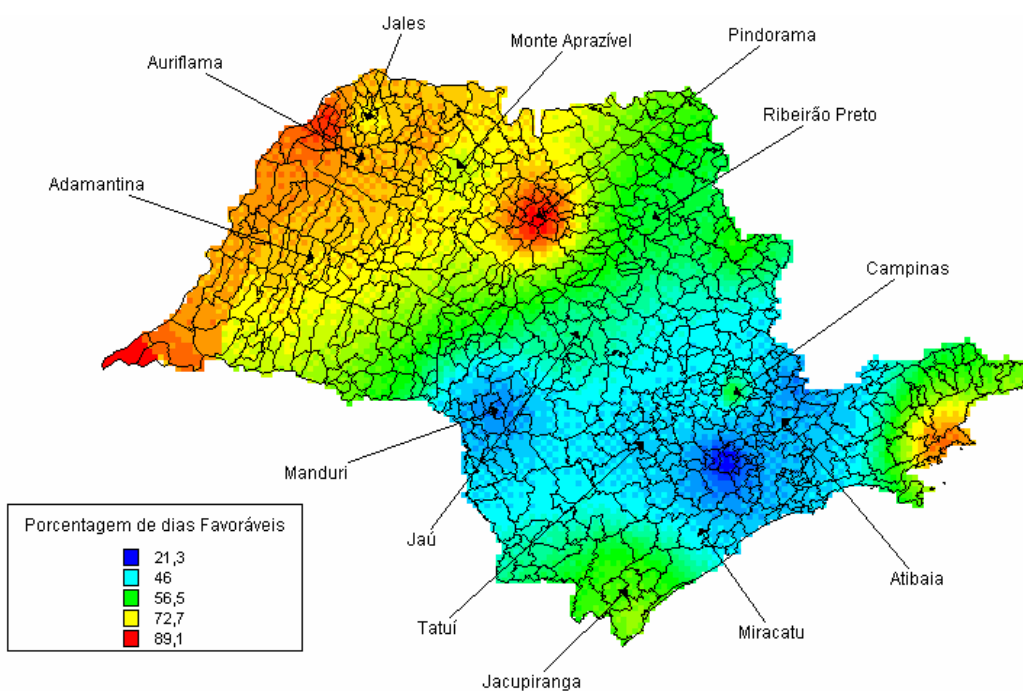 Jales
Monte Aprazível
Pindorama
Auriflama
Ribeirão Preto
Adamantina
Campinas
Manduri
Porcentagem de dias Favoráveis
21,3
46
56,5
72,7
89,1
Jaú
Atibaia
Tatuí
Miracatu
Jacupiranga